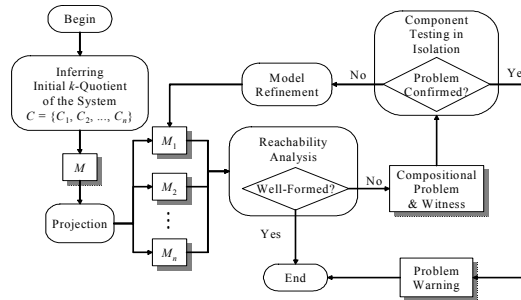 Begin
Inferring
Initial k-Quotient
of the System
C = {C1, C2, ..., Cn}
M
Projection
M1
M2
⋮
Mn
Model
Refinement
Reachability
Analysis
Well-Formed?
Yes
No
Component
Testing in
Isolation
Problem
Confirmed?
No
Compositional
Problem
& Witness
Problem
Warning
End